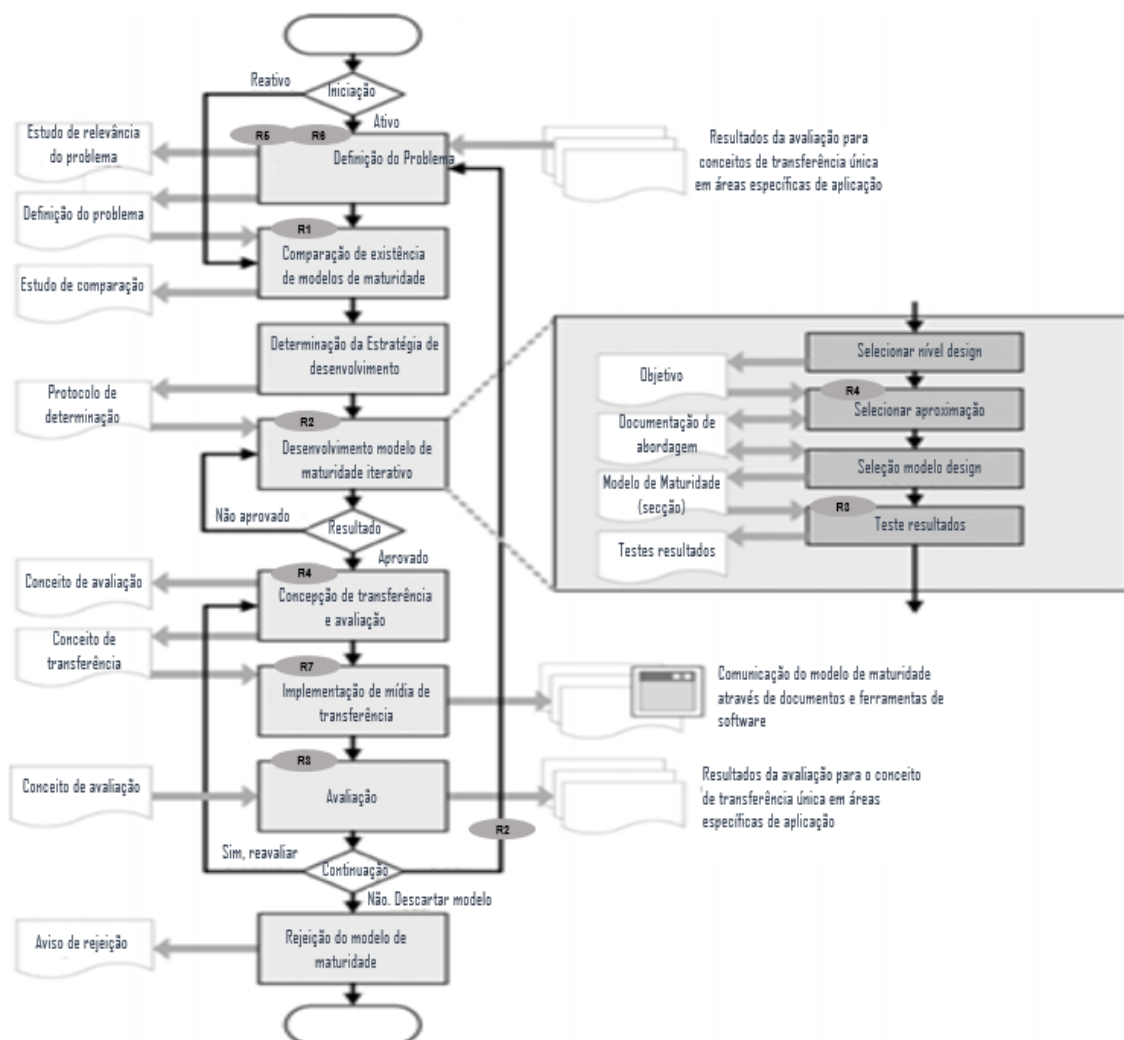 Reativo
Iniciação
Ativo
R5
R6
Estudo de relevância
do problema
Definição do Problema
Resultados da avaliação para
conceitos de transferência única
em áreas específicas de aplicação
Definição do problema
R1
Comparação de existência
de modelos de maturidade
Estudo de comparação
Determinação da Estratégia de
desenvolvimento
Protocolo de
determinação
R2
Desenvolvimento modelo de
maturidade iterativo
Não aprovado
Resultado
Aprovado
Selecionar nível design
Objetivo
R4
Selecionar aproximação
Documentação de
abordagem
Seleção modelo design
Modelo de Maturidade
(secção)
R3
Teste resultados
Testes resultados
Conceito de avaliação
R4
Concepção de transferência
e avaliação
Conceito de
transferência
R7
Implementação de mídia de
transferência
Comunicação do modelo de maturidade
através de documentos e ferramentas de
software
R3
Conceito de avaliação
Avaliação
Resultados da avaliação para o conceito
de transferência única em áreas
específicas de aplicação
R2
Sim, reavaliar
Continuação
Não. Descartar modelo
Aviso de rejeição
Rejeição do modelo de
maturidade